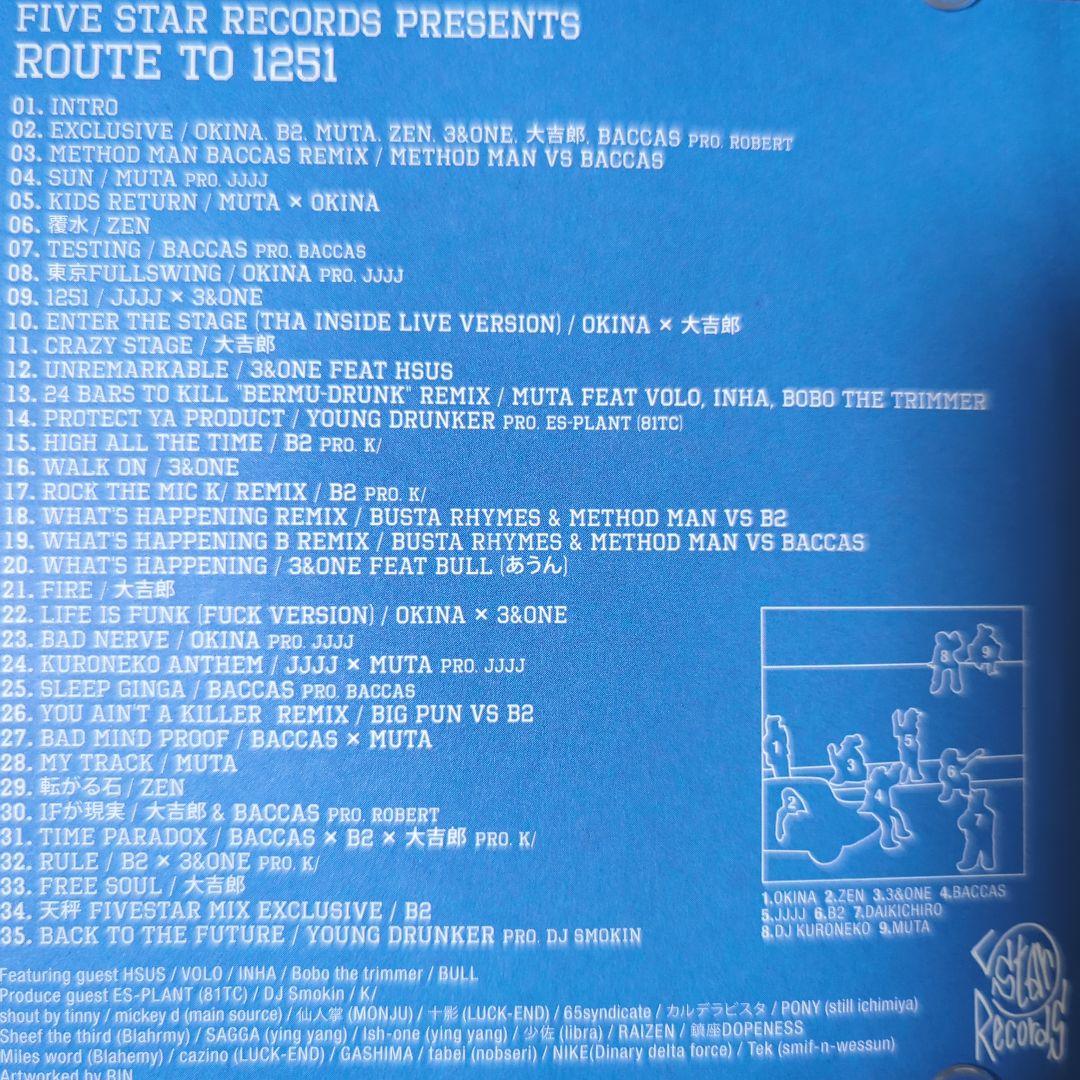 FIVE STAR RECORDS PRESENTS
ROUTE TO 1251
01. INTRO
02. EXCLUSIVE / OKINA. B2. MUTA. ZEN. 3&ONE. 大吉郎. BACCAS PRO. ROBERT
03. METHOD MAN BACCAS REMIX / METHOD MAN VS BACCAS
04. SUN / MUTA PRO. JJJJ
05. KIDS RETURN / MUTA × OKINA
06. 覆水 / ZEN
07. TESTING / BACCAS PRO. BACCAS
08. 東京FULLSWING / OKINA PRO. JJJJ
09. 1251 / JJJJ × 3&ONE
10. ENTER THE STAGE (THA INSIDE LIVE VERSION) / OKINA × 大吉郎
11. CRAZY STAGE / 大吉郎
12. UNREMARKABLE / 3&ONE FEAT HSUS
13. 24 BARS TO KILL "BERMU-DRUNK" REMIX / MUTA FEAT VOLO, INHA, BOBO THE TRIMMER
14. PROTECT YA PRODUCT / YOUNG DRUNKER PRO. ES-PLANT (81TC)
15. HIGH ALL THE TIME / B2 PRO. K/
16. WALK ON / 3&ONE
17. ROCK THE MIC K/ REMIX / B2 PRO. K/
18. WHAT'S HAPPENING REMIX / BUSTA RHYMES & METHOD MAN VS B2
19. WHAT'S HAPPENING B REMIX / BUSTA RHYMES & METHOD MAN VS BACCAS
20. WHAT'S HAPPENING / 3&ONE FEAT BULL (あうん)
21. FIRE / 大吉郎
22. LIFE IS FUNK (FUCK VERSION) / OKINA × 3&ONE
23. BAD NERVE / OKINA PRO. JJJJ
24. KURONEKO ANTHEM / JJJJ × MUTA PRO. JJJJ
25. SLEEP GINGA / BACCAS PRO. BACCAS
26. YOU AIN'T A KILLER REMIX / BIG PUN VS B2
27. BAD MIND PROOF / BACCAS × MUTA
28. MY TRACK / MUTA
29. 転がる石 / ZEN
30. IFが現実 / 大吉郎 & BACCAS PRO. ROBERT
31. TIME PARADOX / BACCAS × B2 × 大吉郎 PRO. K/
32. RULE / B2 × 3&ONE PRO. K/
33. FREE SOUL / 大吉郎
34. 天秤 FIVESTAR MIX EXCLUSIVE / B2
35. BACK TO THE FUTURE / YOUNG DRUNKER PRO. DJ SMOKIN
8 9
1 3 5 6
2 4 7
1.OKINA 2.ZEN 3.3&ONE 4.BACCAS
5.JJJJ 6.B2 7.DAIKICHIRO
8.DJ KURONEKO 9.MUTA
5Star
Records
Featuring guest HSUS / VOLO / INHA / Bobo the trimmer / BULL
Produce guest ES-PLANT (81TC) / DJ Smokin / K/
shout by tinny / mickey d (main source) / 仙人掌 (MONJU) / 十影 (LUCK-END) / 65syndicate / カルデラビスタ / PONY (still ichimiya)
Sheef the third (Blahrmy) / SAGGA (ying yang) / Ish-one (ying yang) / 少佐 (libra) / RAIZEN / 鎮座DOPENESS
Miles word (Blahemy) / cazino (LUCK-END) / GASHIMA / tabei (nobseri) / NIKE(Dinary delta force) / Tek (smif-n-wessun)
Artworked by RIN